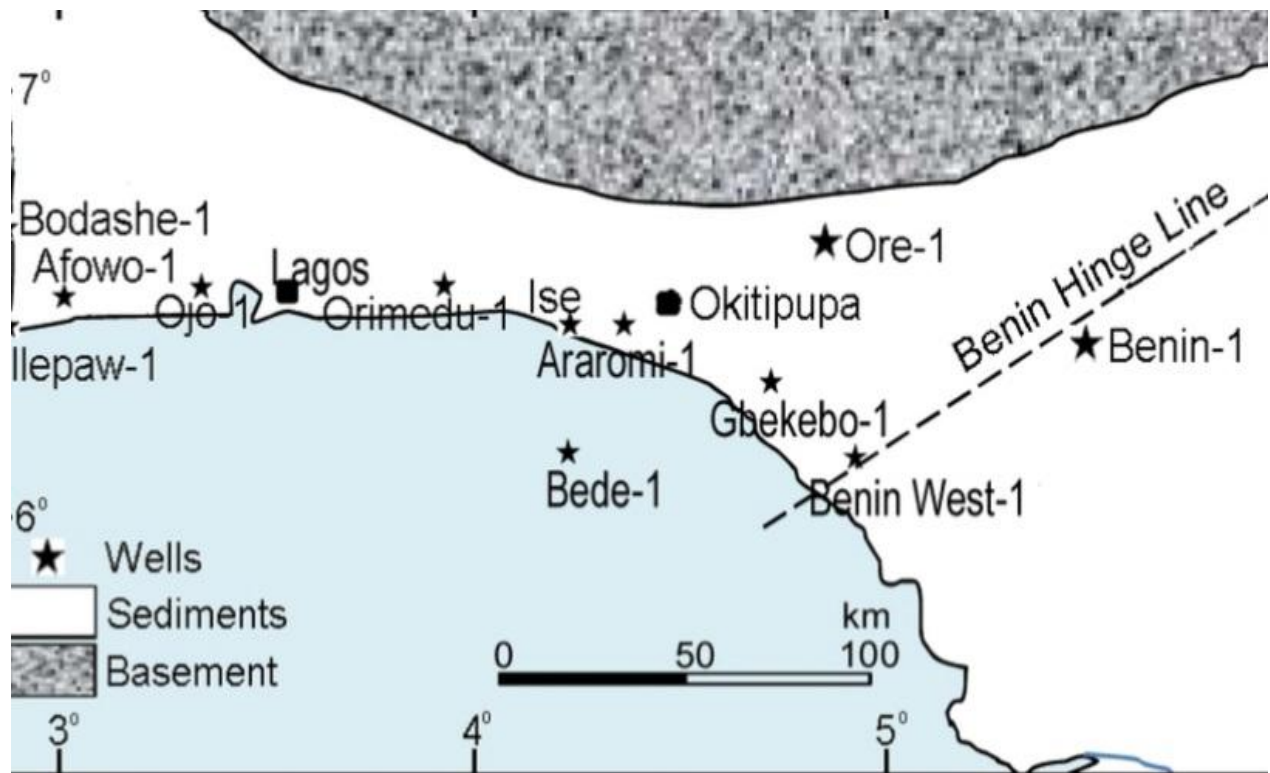 7°
Bodashe-1
Afowo-1
Lagos
Ore-1
Ojo-1
Orimedu-1
Ise
Okitipupa
Benin Hinge Line
Benin-1
Ilepaw-1
Araromi-1
Gbekebo-1
Bede-1
Benin West-1
6°
Wells
Sediments
Basement
km
0 50 100
3° 4° 5°